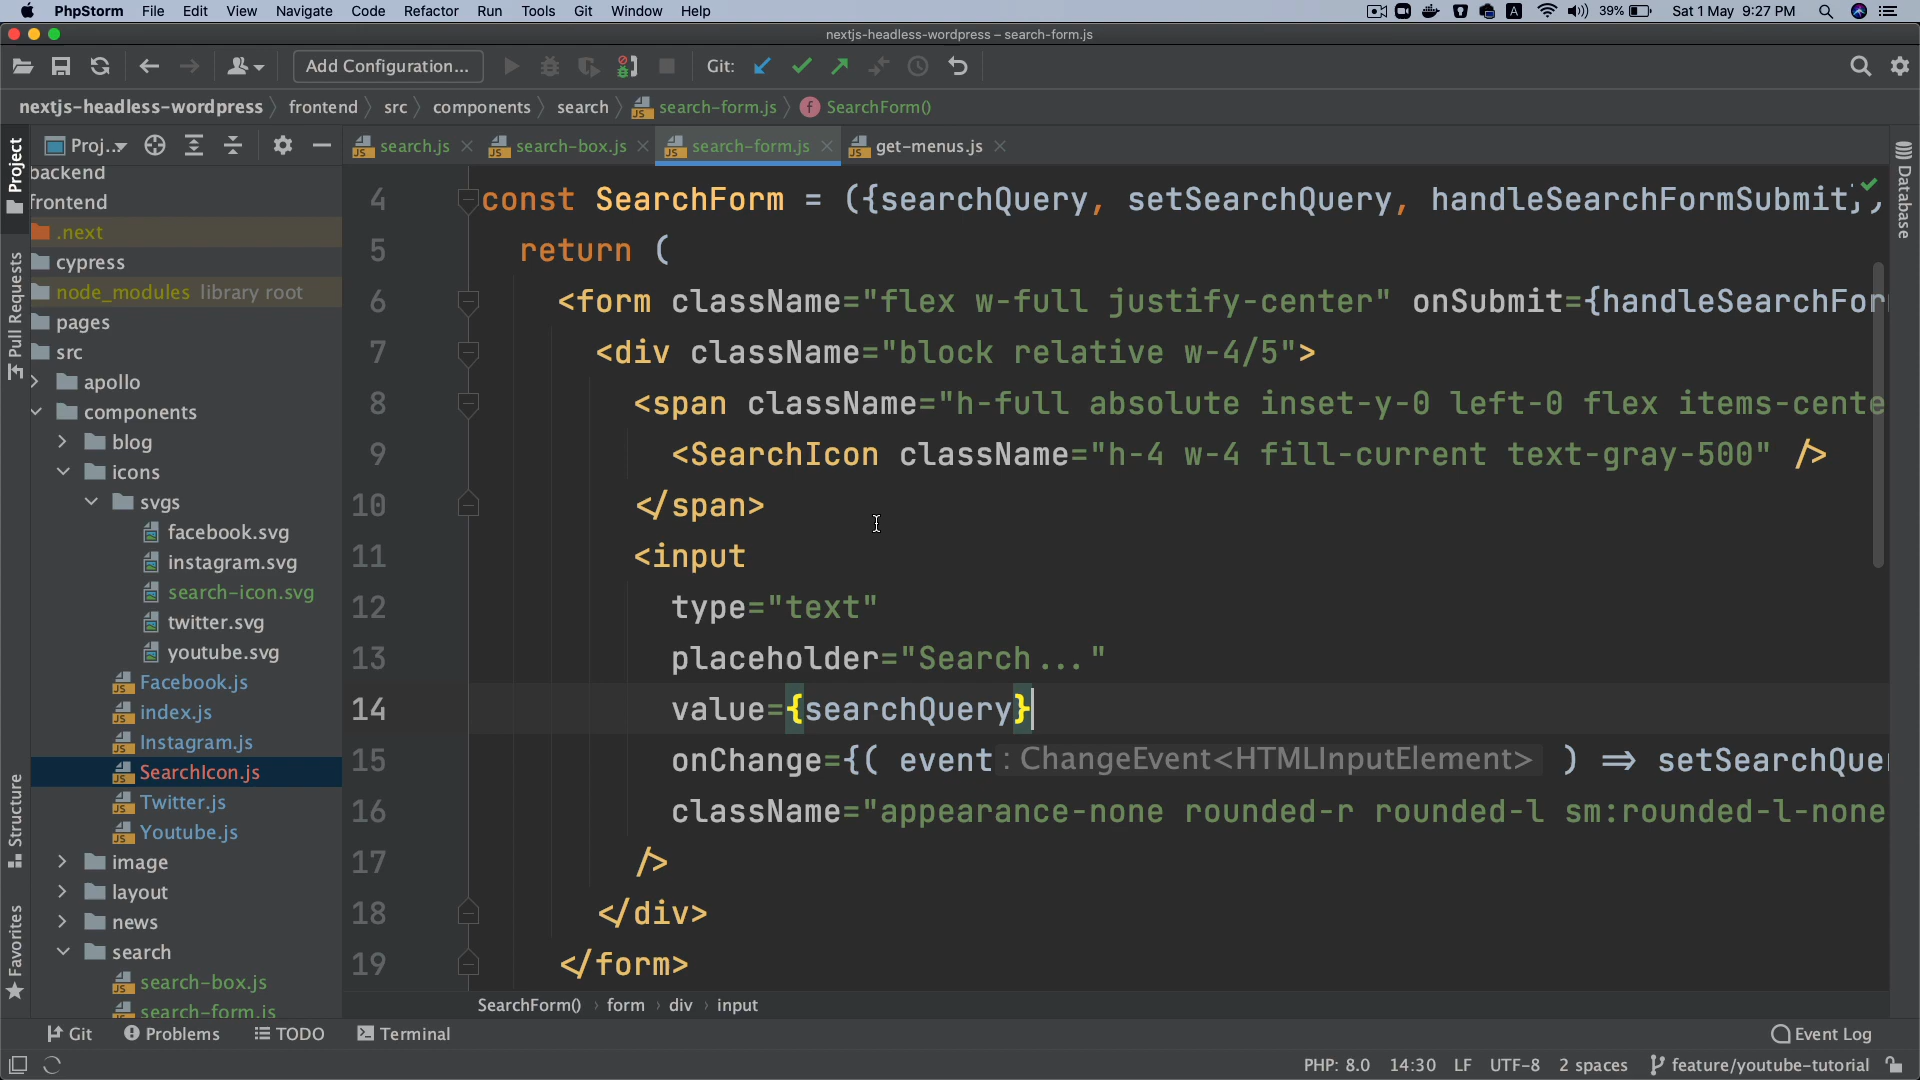 PhpStorm File Edit View Navigate Code Refactor Run Tools Git Window Help A 39% Sat 1 May 9:27 PM
nextjs-headless-wordpress – search-form.js
Add Configuration... Git:
nextjs-headless-wordpress frontend src components search search-form.js f SearchForm()
Project
Pull Requests
Structure
Favorites
Proj...
backend
frontend
.next
cypress
node_modules library root
pages
src
apollo
components
blog
icons
svgs
facebook.svg
instagram.svg
search-icon.svg
twitter.svg
youtube.svg
Facebook.js
index.js
Instagram.js
SearchIcon.js
Twitter.js
Youtube.js
image
layout
news
search
search-box.js
search-form.js
search.js search-box.js search-form.js get-menus.js
4 const SearchForm = ({searchQuery, setSearchQuery, handleSearchFormSubmit,
5 return (
6 <form className="flex w-full justify-center" onSubmit={handleSearchFor
7 <div className="block relative w-4/5">
8 <span className="h-full absolute inset-y-0 left-0 flex items-cente
9 <SearchIcon className="h-4 w-4 fill-current text-gray-500" />
10 </span>
11 <input
12 type="text"
13 placeholder="Search..."
14 value={searchQuery}
15 onChange={( event : ChangeEvent<HTMLInputElement> ) => setSearchQue
16 className="appearance-none rounded-r rounded-l sm:rounded-l-none
17 />
18 </div>
19 </form>
SearchForm() › form › div › input
Database
Git Problems TODO Terminal Event Log
PHP: 8.0 14:30 LF UTF-8 2 spaces feature/youtube-tutorial